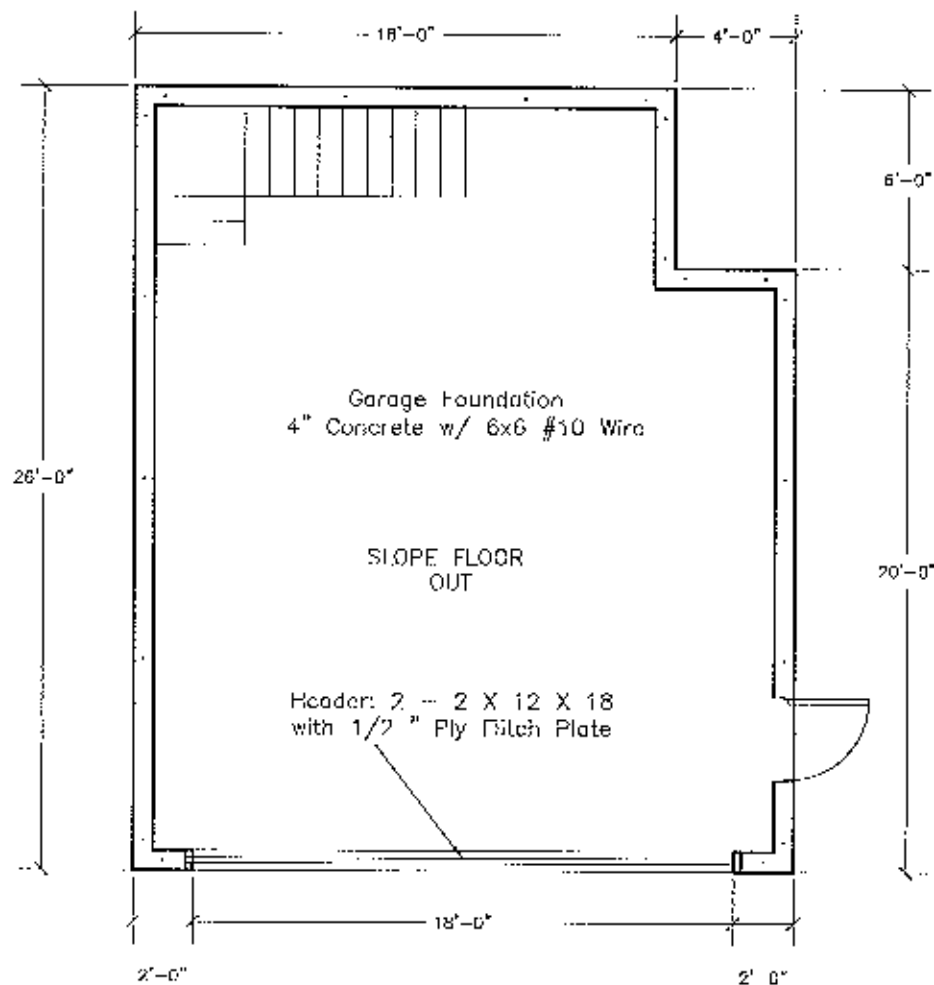 18'-0"
4'-0"
6'-0"
Garage Foundation
4" Concrete w/ 6x6 #10 Wire
26'-0"
SLOPE FLOOR
OUT
20'-0"
Header: 2 - 2 X 12 X 18
with 1/2 " Ply Flitch Plate
18'-0"
2'-0"
2'-0"